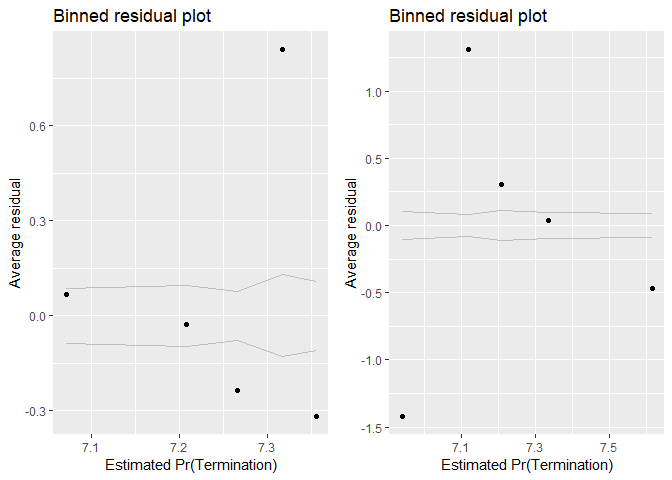 Binned residual plot
Average residual
0.6
0.3
0.0
-0.3
7.1 7.2 7.3
Estimated Pr(Termination)
Binned residual plot
Average residual
1.0
0.5
0.0
-0.5
-1.0
-1.5
7.1 7.3 7.5
Estimated Pr(Termination)